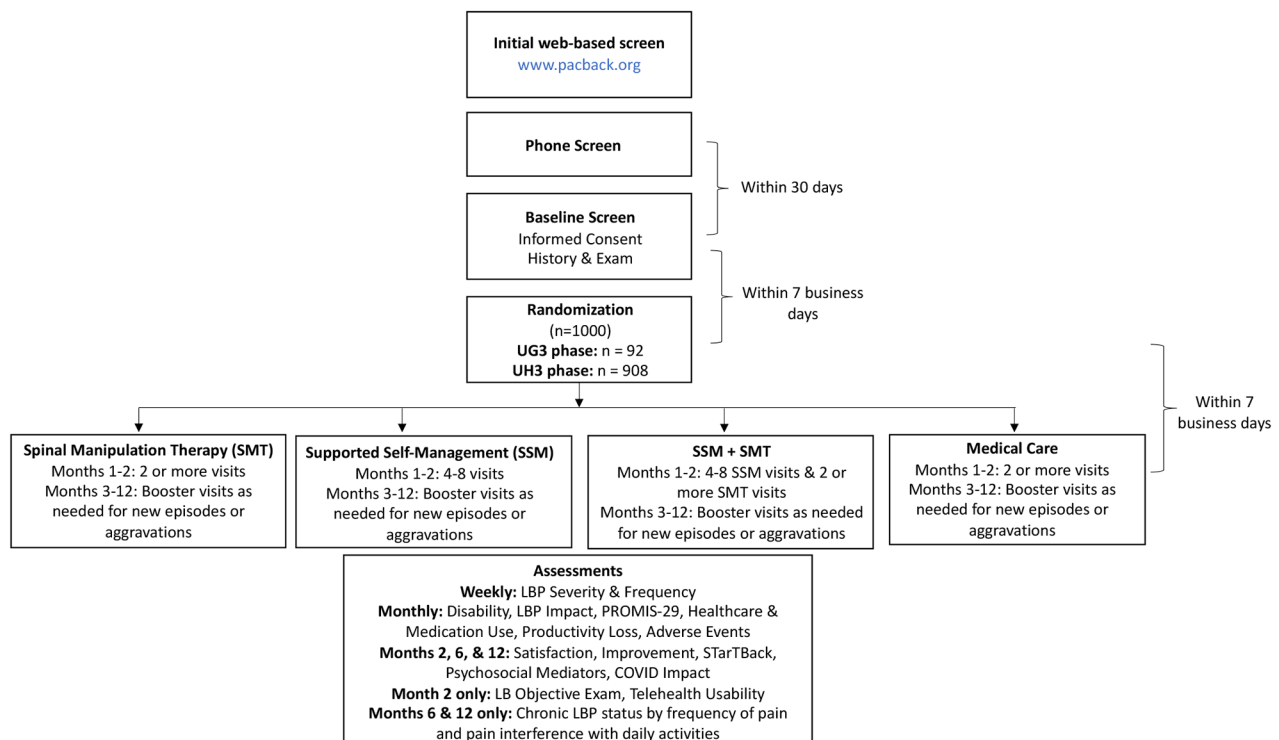 Initial web-based screen
www.pacback.org
Phone Screen
Within 30 days
Baseline Screen
Informed Consent
History & Exam
Within 7 business
days
Randomization
(n=1000)
UG3 phase: n = 92
UH3 phase: n = 908
Within 7
business days
Spinal Manipulation Therapy (SMT)
Months 1-2: 2 or more visits
Months 3-12: Booster visits as
needed for new episodes or
aggravations
Supported Self-Management (SSM)
Months 1-2: 4-8 visits
Months 3-12: Booster visits as
needed for new episodes or
aggravations
SSM + SMT
Months 1-2: 4-8 SSM visits & 2 or
more SMT visits
Months 3-12: Booster visits as needed
for new episodes or aggravations
Medical Care
Months 1-2: 2 or more visits
Months 3-12: Booster visits as
needed for new episodes or
aggravations
Assessments
Weekly: LBP Severity & Frequency
Monthly: Disability, LBP Impact, PROMIS-29, Healthcare &
Medication Use, Productivity Loss, Adverse Events
Months 2, 6, & 12: Satisfaction, Improvement, STarTBack,
Psychosocial Mediators, COVID Impact
Month 2 only: LB Objective Exam, Telehealth Usability
Months 6 & 12 only: Chronic LBP status by frequency of pain
and pain interference with daily activities